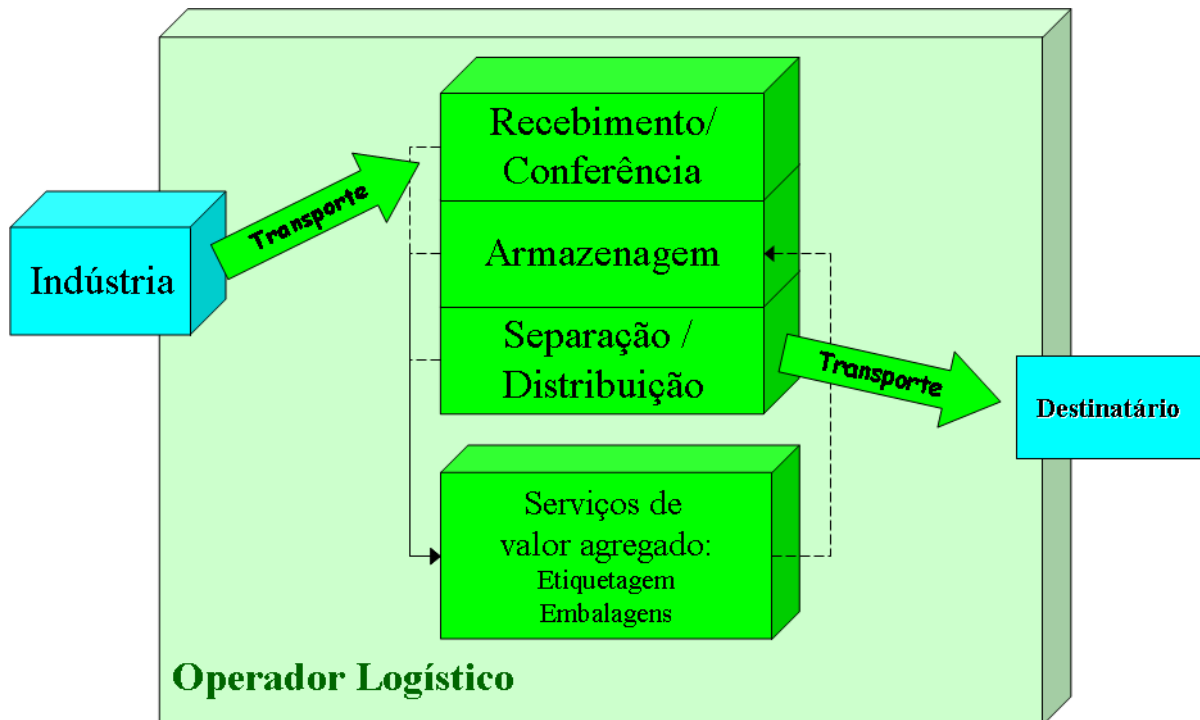 Recebimento/
Conferência
Transporte
Indústria
Armazenagem
Separação /
Distribuição
Transporte
Destinatário
Serviços de
valor agregado:
Etiquetagem
Embalagens
Operador Logístico